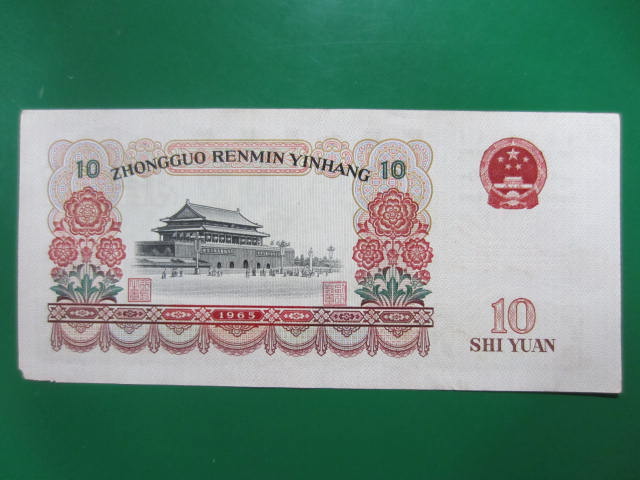 10 ZHONGGUO RENMIN YINHANG 10
1965
10
SHI YUAN